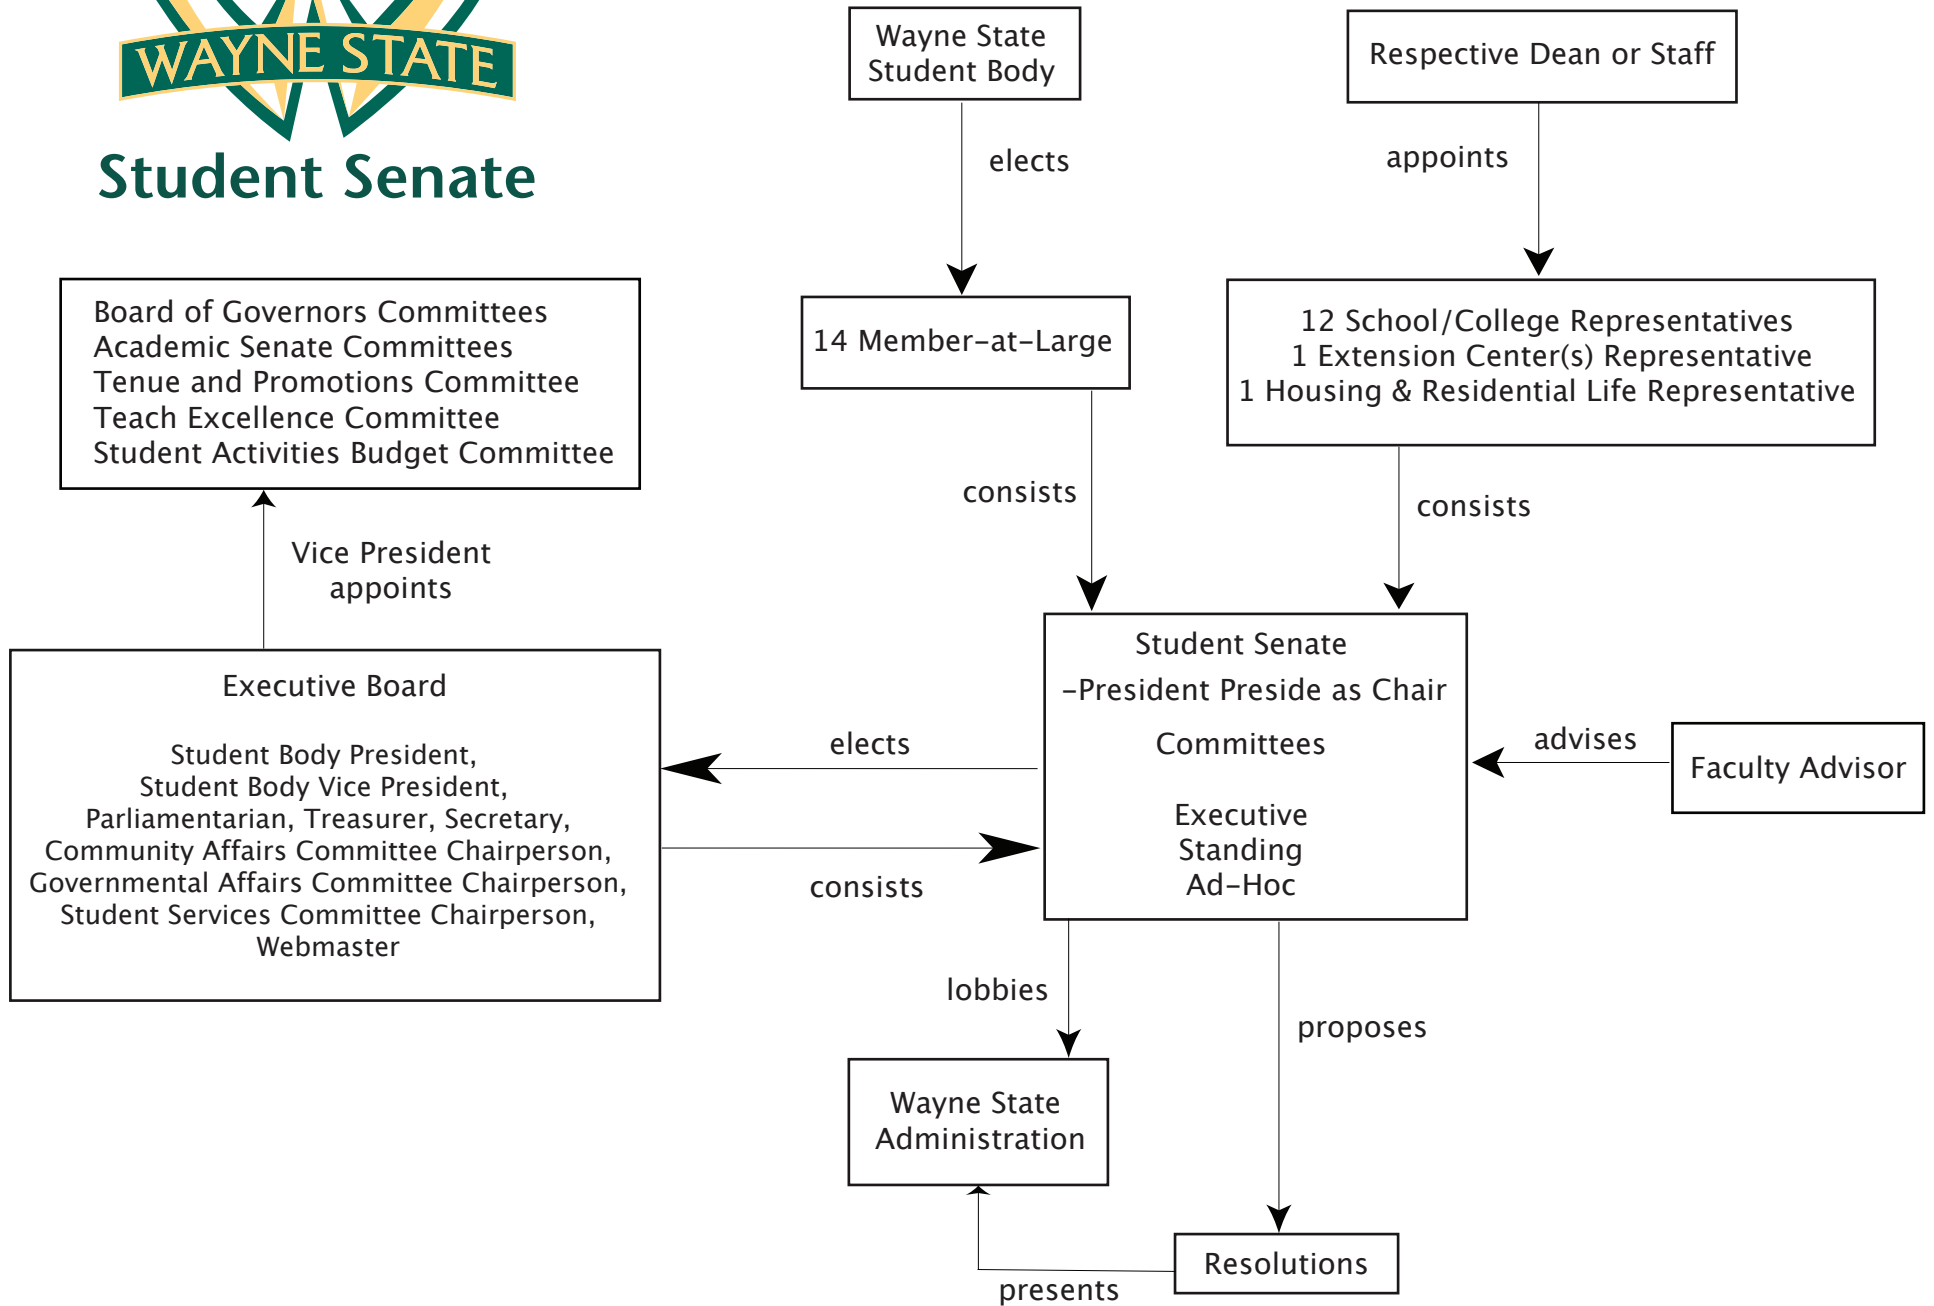 WAYNE STATE
Student Senate
Wayne State
Student Body
Respective Dean or Staff
elects
appoints
Board of Governors Committees
Academic Senate Committees
Tenue and Promotions Committee
Teach Excellence Committee
Student Activities Budget Committee
14 Member-at-Large
12 School/College Representatives
1 Extension Center(s) Representative
1 Housing & Residential Life Representative
consists
consists
Vice President
appoints
Executive Board
Student Body President,
Student Body Vice President,
Parliamentarian, Treasurer, Secretary,
Community Affairs Committee Chairperson,
Governmental Affairs Committee Chairperson,
Student Services Committee Chairperson,
Webmaster
elects
consists
Student Senate
-President Preside as Chair
Committees
Executive
Standing
Ad-Hoc
advises
Faculty Advisor
lobbies
proposes
Wayne State
Administration
Resolutions
presents